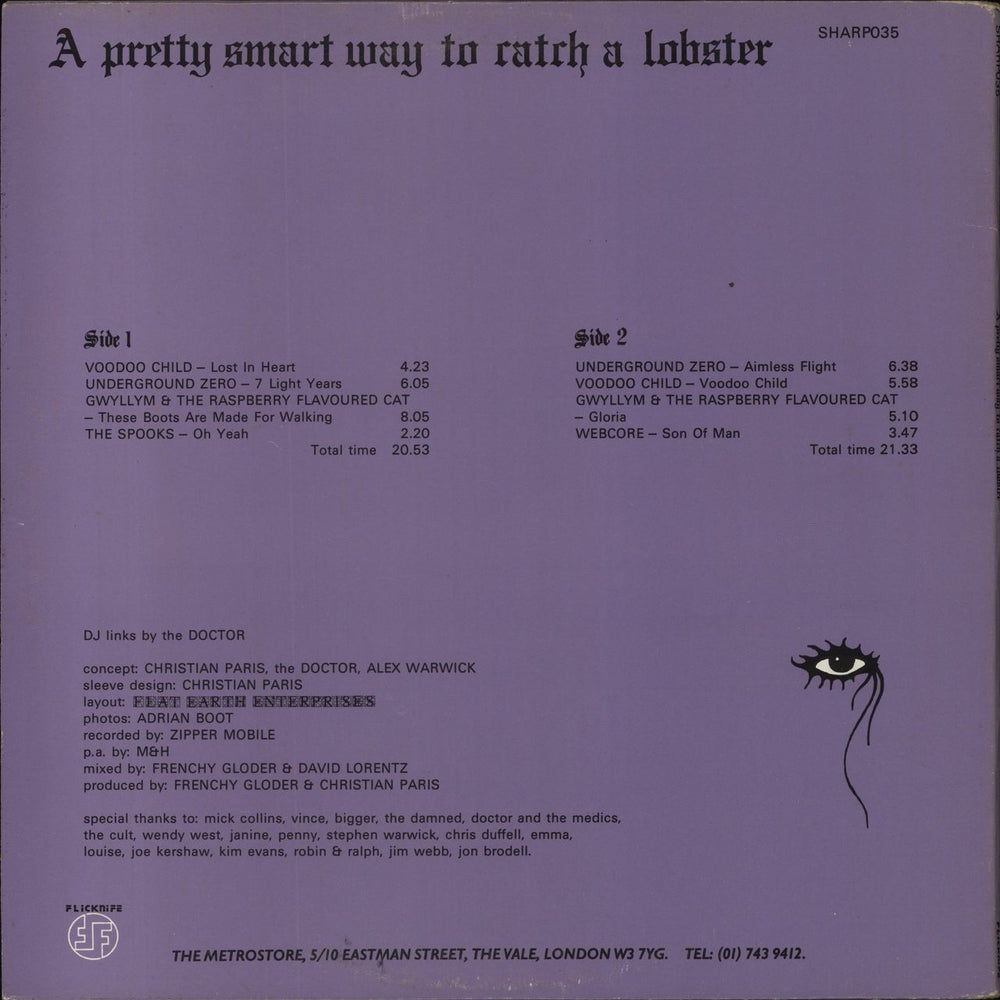 A pretty smart way to catch a lobster
SHARP035
Side 1
VOODOO CHILD – Lost In Heart 4.23
UNDERGROUND ZERO – 7 Light Years 6.05
GWYLLYM & THE RASPBERRY FLAVOURED CAT
– These Boots Are Made For Walking 8.05
THE SPOOKS – Oh Yeah 2.20
Total time 20.53
Side 2
UNDERGROUND ZERO – Aimless Flight 6.38
VOODOO CHILD – Voodoo Child 5.58
GWYLLYM & THE RASPBERRY FLAVOURED CAT
– Gloria 5.10
WEBCORE – Son Of Man 3.47
Total time 21.33
DJ links by the DOCTOR
concept: CHRISTIAN PARIS, the DOCTOR, ALEX WARWICK
sleeve design: CHRISTIAN PARIS
layout: FLAT EARTH ENTERPRISES
photos: ADRIAN BOOT
recorded by: ZIPPER MOBILE
p.a. by: M&H
mixed by: FRENCHY GLODER & DAVID LORENTZ
produced by: FRENCHY GLODER & CHRISTIAN PARIS
special thanks to: mick collins, vince, bigger, the damned, doctor and the medics,
the cult, wendy west, janine, penny, stephen warwick, chris duffell, emma,
louise, joe kershaw, kim evans, robin & ralph, jim webb, jon brodell.
FLICKNIFE
THE METROSTORE, 5/10 EASTMAN STREET, THE VALE, LONDON W3 7YG. TEL: (01) 743 9412.